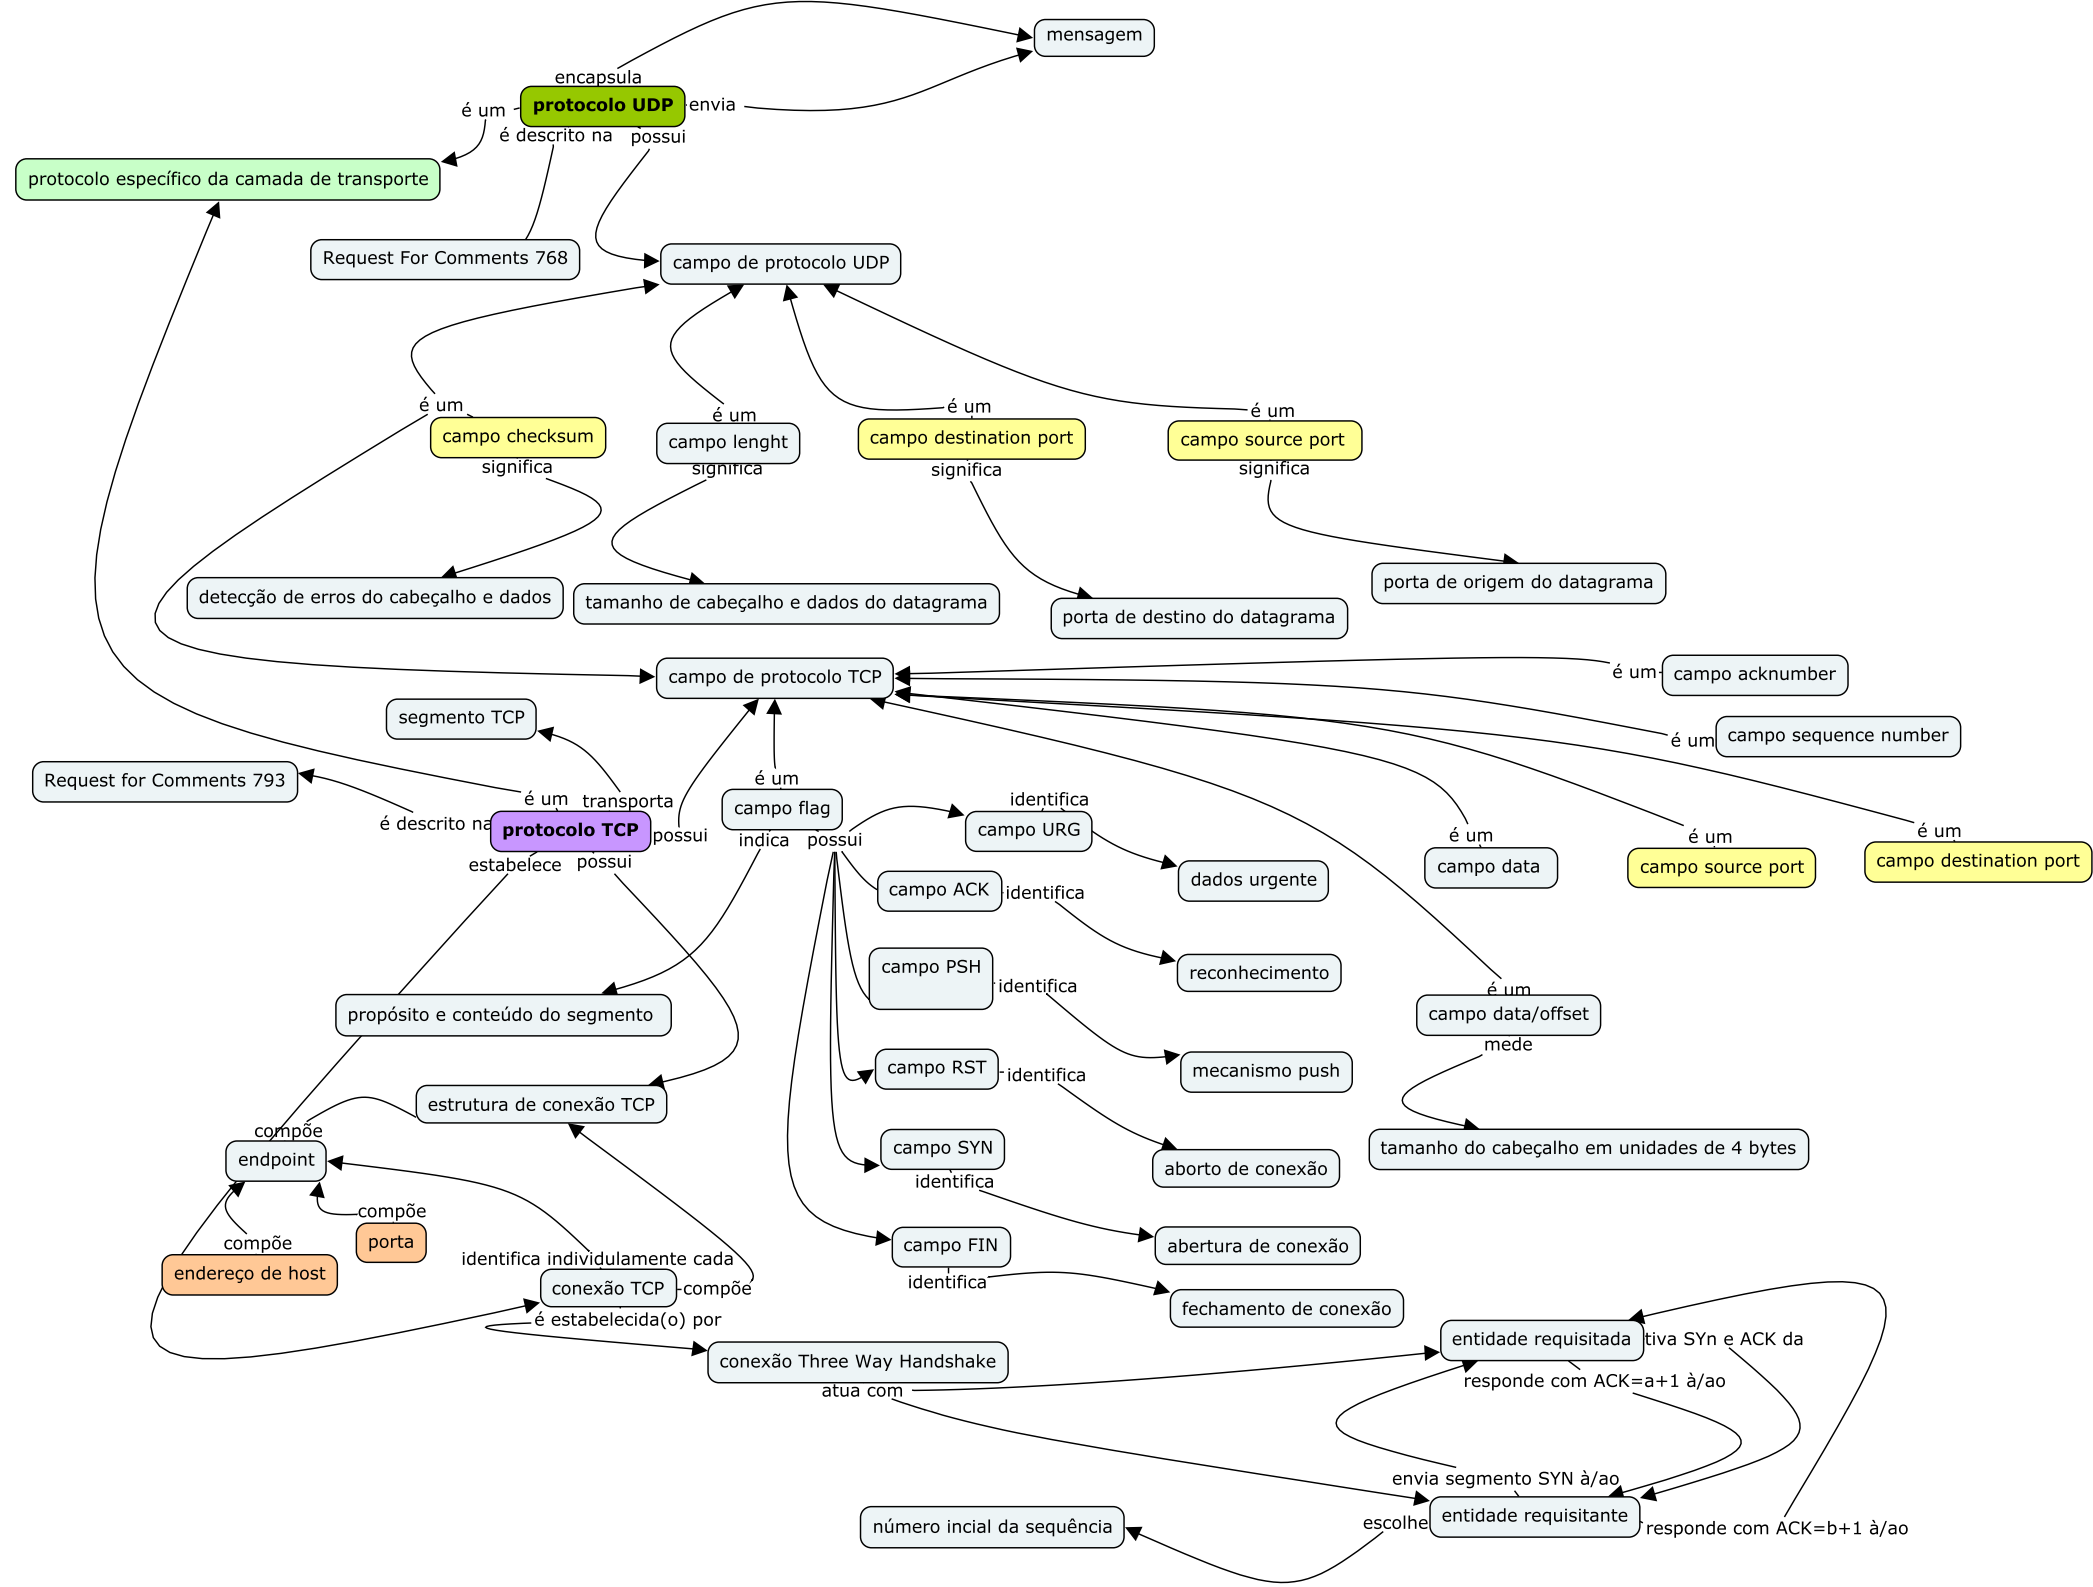 mensagem
encapsula
protocolo UDP
envia
é um
é descrito na
possui
protocolo específico da camada de transporte
Request For Comments 768
campo de protocolo UDP
é um
é um
é um
é um
campo checksum
campo lenght
campo destination port
campo source port
significa
significa
significa
significa
detecção de erros do cabeçalho e dados
tamanho de cabeçalho e dados do datagrama
porta de destino do datagrama
porta de origem do datagrama
campo de protocolo TCP
é um
campo acknumber
segmento TCP
é um
campo sequence number
Request for Comments 793
é um
é um
transporta
campo flag
identifica
é descrito na
protocolo TCP
possui
indica
possui
campo URG
é um
é um
é um
estabelece
possui
campo data
campo source port
campo destination port
dados urgente
campo ACK
identifica
reconhecimento
campo PSH
identifica
é um
campo data/offset
mede
propósito e conteúdo do segmento
mecanismo push
campo RST
identifica
estrutura de conexão TCP
compõe
endpoint
campo SYN
identifica
aborto de conexão
tamanho do cabeçalho em unidades de 4 bytes
compõe
porta
compõe
endereço de host
campo FIN
identifica
abertura de conexão
identifica individulamente cada
conexão TCP
compõe
é estabelecida(o) por
fechamento de conexão
conexão Three Way Handshake
atua com
entidade requisitada
tiva SYn e ACK da
responde com ACK=a+1 à/ao
envia segmento SYN à/ao
número incial da sequência
escolhe
entidade requisitante
responde com ACK=b+1 à/ao